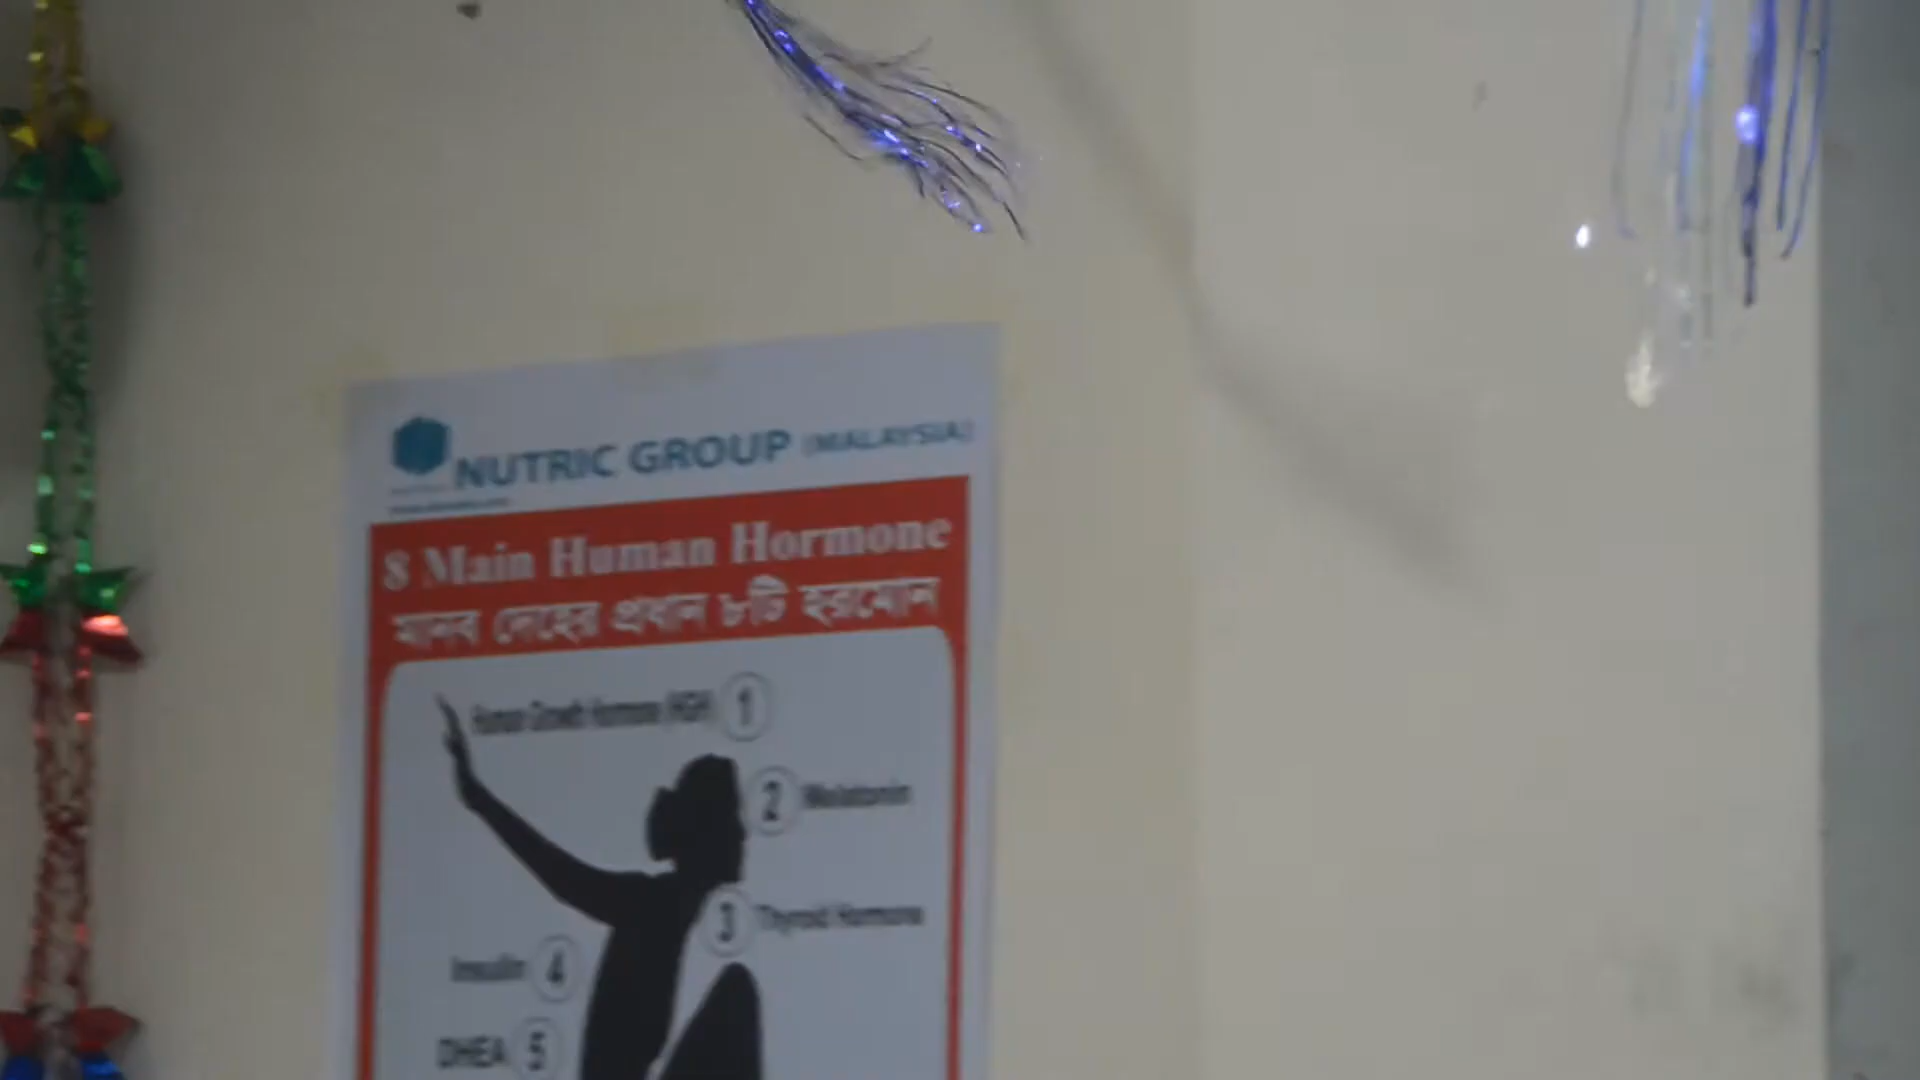 NUTRIC GROUP (MALAYSIA)
8 Main Human Hormone
মানব দেহের প্রধান ৮টি হরমোন
Human Growth Hormone (HGH) 1
2 Melatonin
3 Thyroid Hormone
Insulin 4
DHEA 5